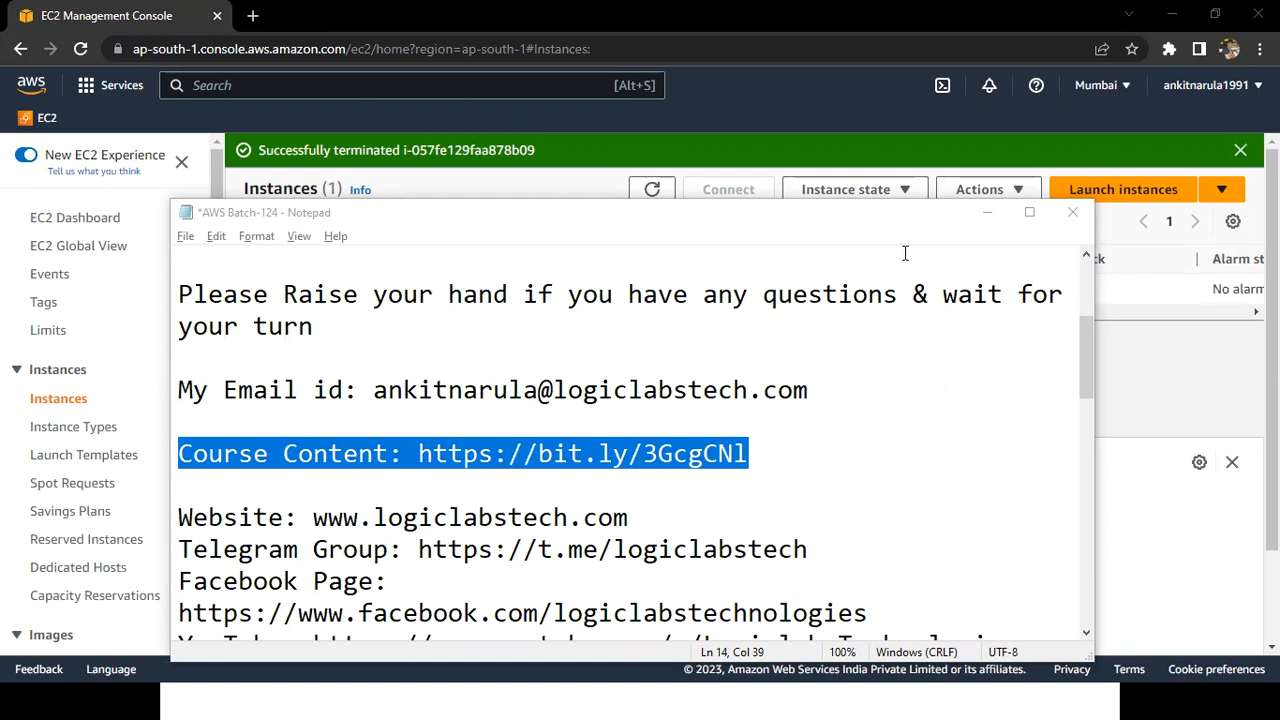 EC2 Management Console
ap-south-1.console.aws.amazon.com/ec2/home?region=ap-south-1#Instances:
aws
Services
Search
[Alt+S]
Mumbai
ankitnarula1991
EC2
New EC2 Experience
Tell us what you think
Successfully terminated i-057fe129faa878b09
Instances (1) Info
Connect
Instance state
Actions
Launch instances
1
EC2 Dashboard
EC2 Global View
Events
Tags
Limits
Instances
Instances
Instance Types
Launch Templates
Spot Requests
Savings Plans
Reserved Instances
Dedicated Hosts
Capacity Reservations
Images
Alarm st
No alarm
*AWS Batch-124 - Notepad
File Edit Format View Help
Please Raise your hand if you have any questions & wait for
your turn
My Email id: ankitnarula@logiclabstech.com
Course Content: https://bit.ly/3GcgCNl
Website: www.logiclabstech.com
Telegram Group: https://t.me/logiclabstech
Facebook Page:
https://www.facebook.com/logiclabstechnologies
Ln 14, Col 39
100%
Windows (CRLF)
UTF-8
Feedback
Language
© 2023, Amazon Web Services India Private Limited or its affiliates.
Privacy
Terms
Cookie preferences